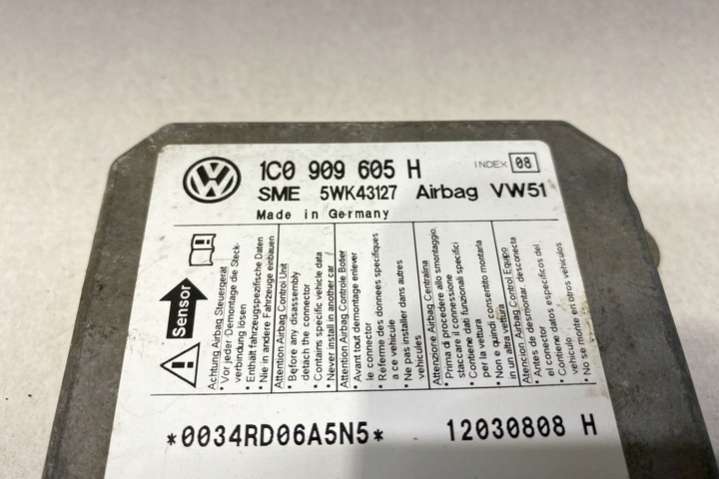 1C0 909 605 H
INDEX 08
SME 5WK43127 Airbag VW51
Made in Germany
Sensor
Achtung Airbag Steuergerät
• Vor jeder Demontage die Steck-
verbindung lösen
• Enthält fahrzeugspezifische Daten
• Nie in andere Fahrzeuge einbauen
Attention Airbag Control Unit
• Before any disassembly
detach the connector
• Contains specific vehicle data
• Never install in another car
Attention Airbag Controle Boitier
• Avant tout demontage enlever
le connector
• Referme des donnees specifiques
a ce vehicule
• Ne pas installer dans autres
vehicules
Attenzione Airbag Centralina
• Prima di procedere allo smontaggio,
staccare il connessione
• Contiene dati funzionali specifici
per la vettura
• Non e quindi consentito montarla
in un altra vettura
Atencion Airbag Control Equipo
• Antes de desmontar, desconecta
el conector
• Contiene datos especificos del
vehiculo
• No se monte en otros vehiculos
*0034RD06A5N5*
12030808 H